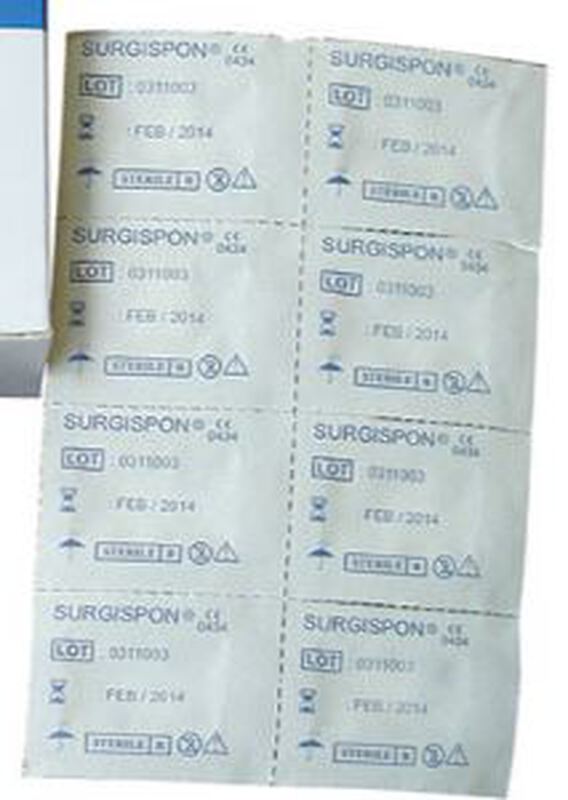 SURGISPON® CE 0434
LOT : 0311003
: FEB / 2014
STERILE R
SURGISPON® CE 0434
LOT : 0311003
: FEB / 2014
STERILE R
SURGISPON® CE 0434
LOT : 0311003
: FEB / 2014
STERILE R
SURGISPON® CE 0434
LOT : 0311003
: FEB / 2014
STERILE R
SURGISPON® CE 0434
LOT : 0311003
: FEB / 2014
STERILE R
SURGISPON® CE 0434
LOT : 0311003
FEB / 2014
STERILE R
SURGISPON® CE 0434
LOT : 0311003
FEB / 2014
STERILE R
SURGISPON® CE 0434
LOT : 0311003
: FEB / 2014
STERILE R